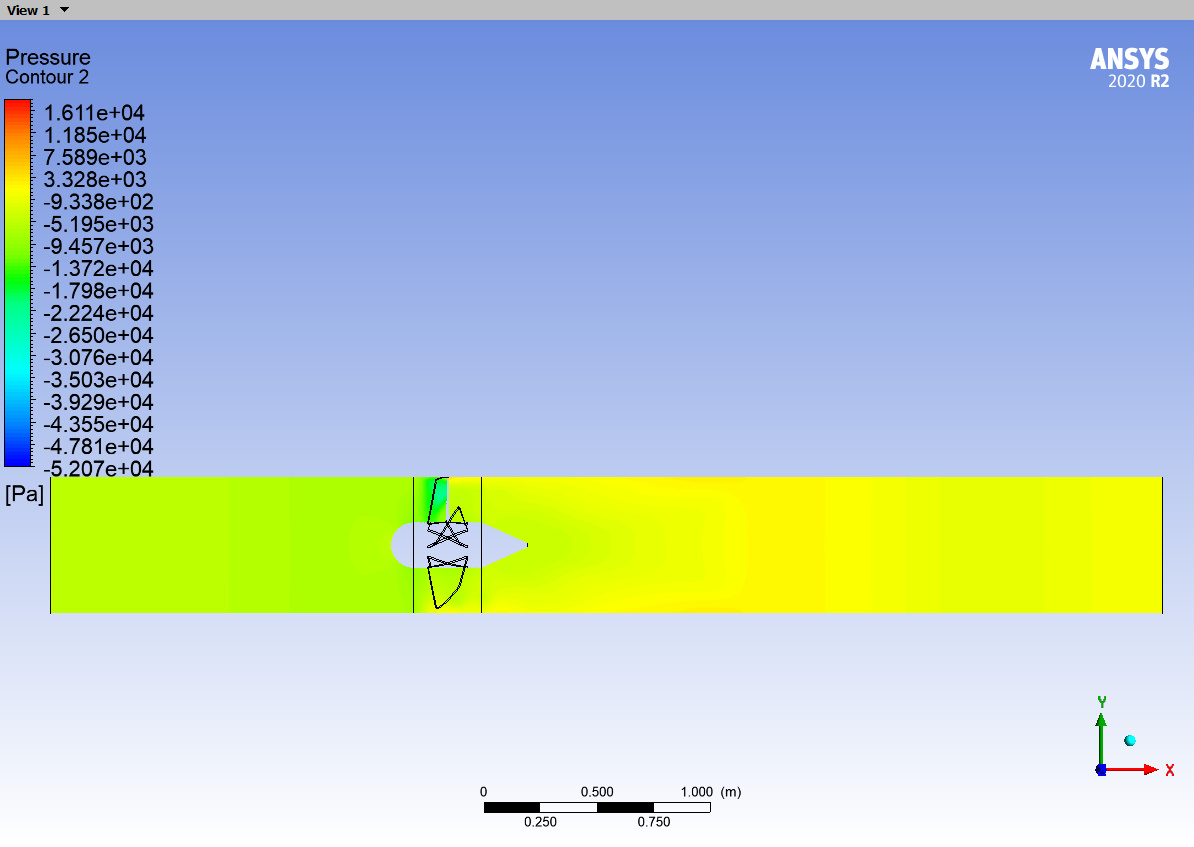 View 1
Pressure
Contour 2
ANSYS
2020 R2
1.611e+04
1.185e+04
7.589e+03
3.328e+03
-9.338e+02
-5.195e+03
-9.457e+03
-1.372e+04
-1.798e+04
-2.224e+04
-2.650e+04
-3.076e+04
-3.503e+04
-3.929e+04
-4.355e+04
-4.781e+04
-5.207e+04
[Pa]
Y
X
0 0.500 1.000 (m)
0.250 0.750